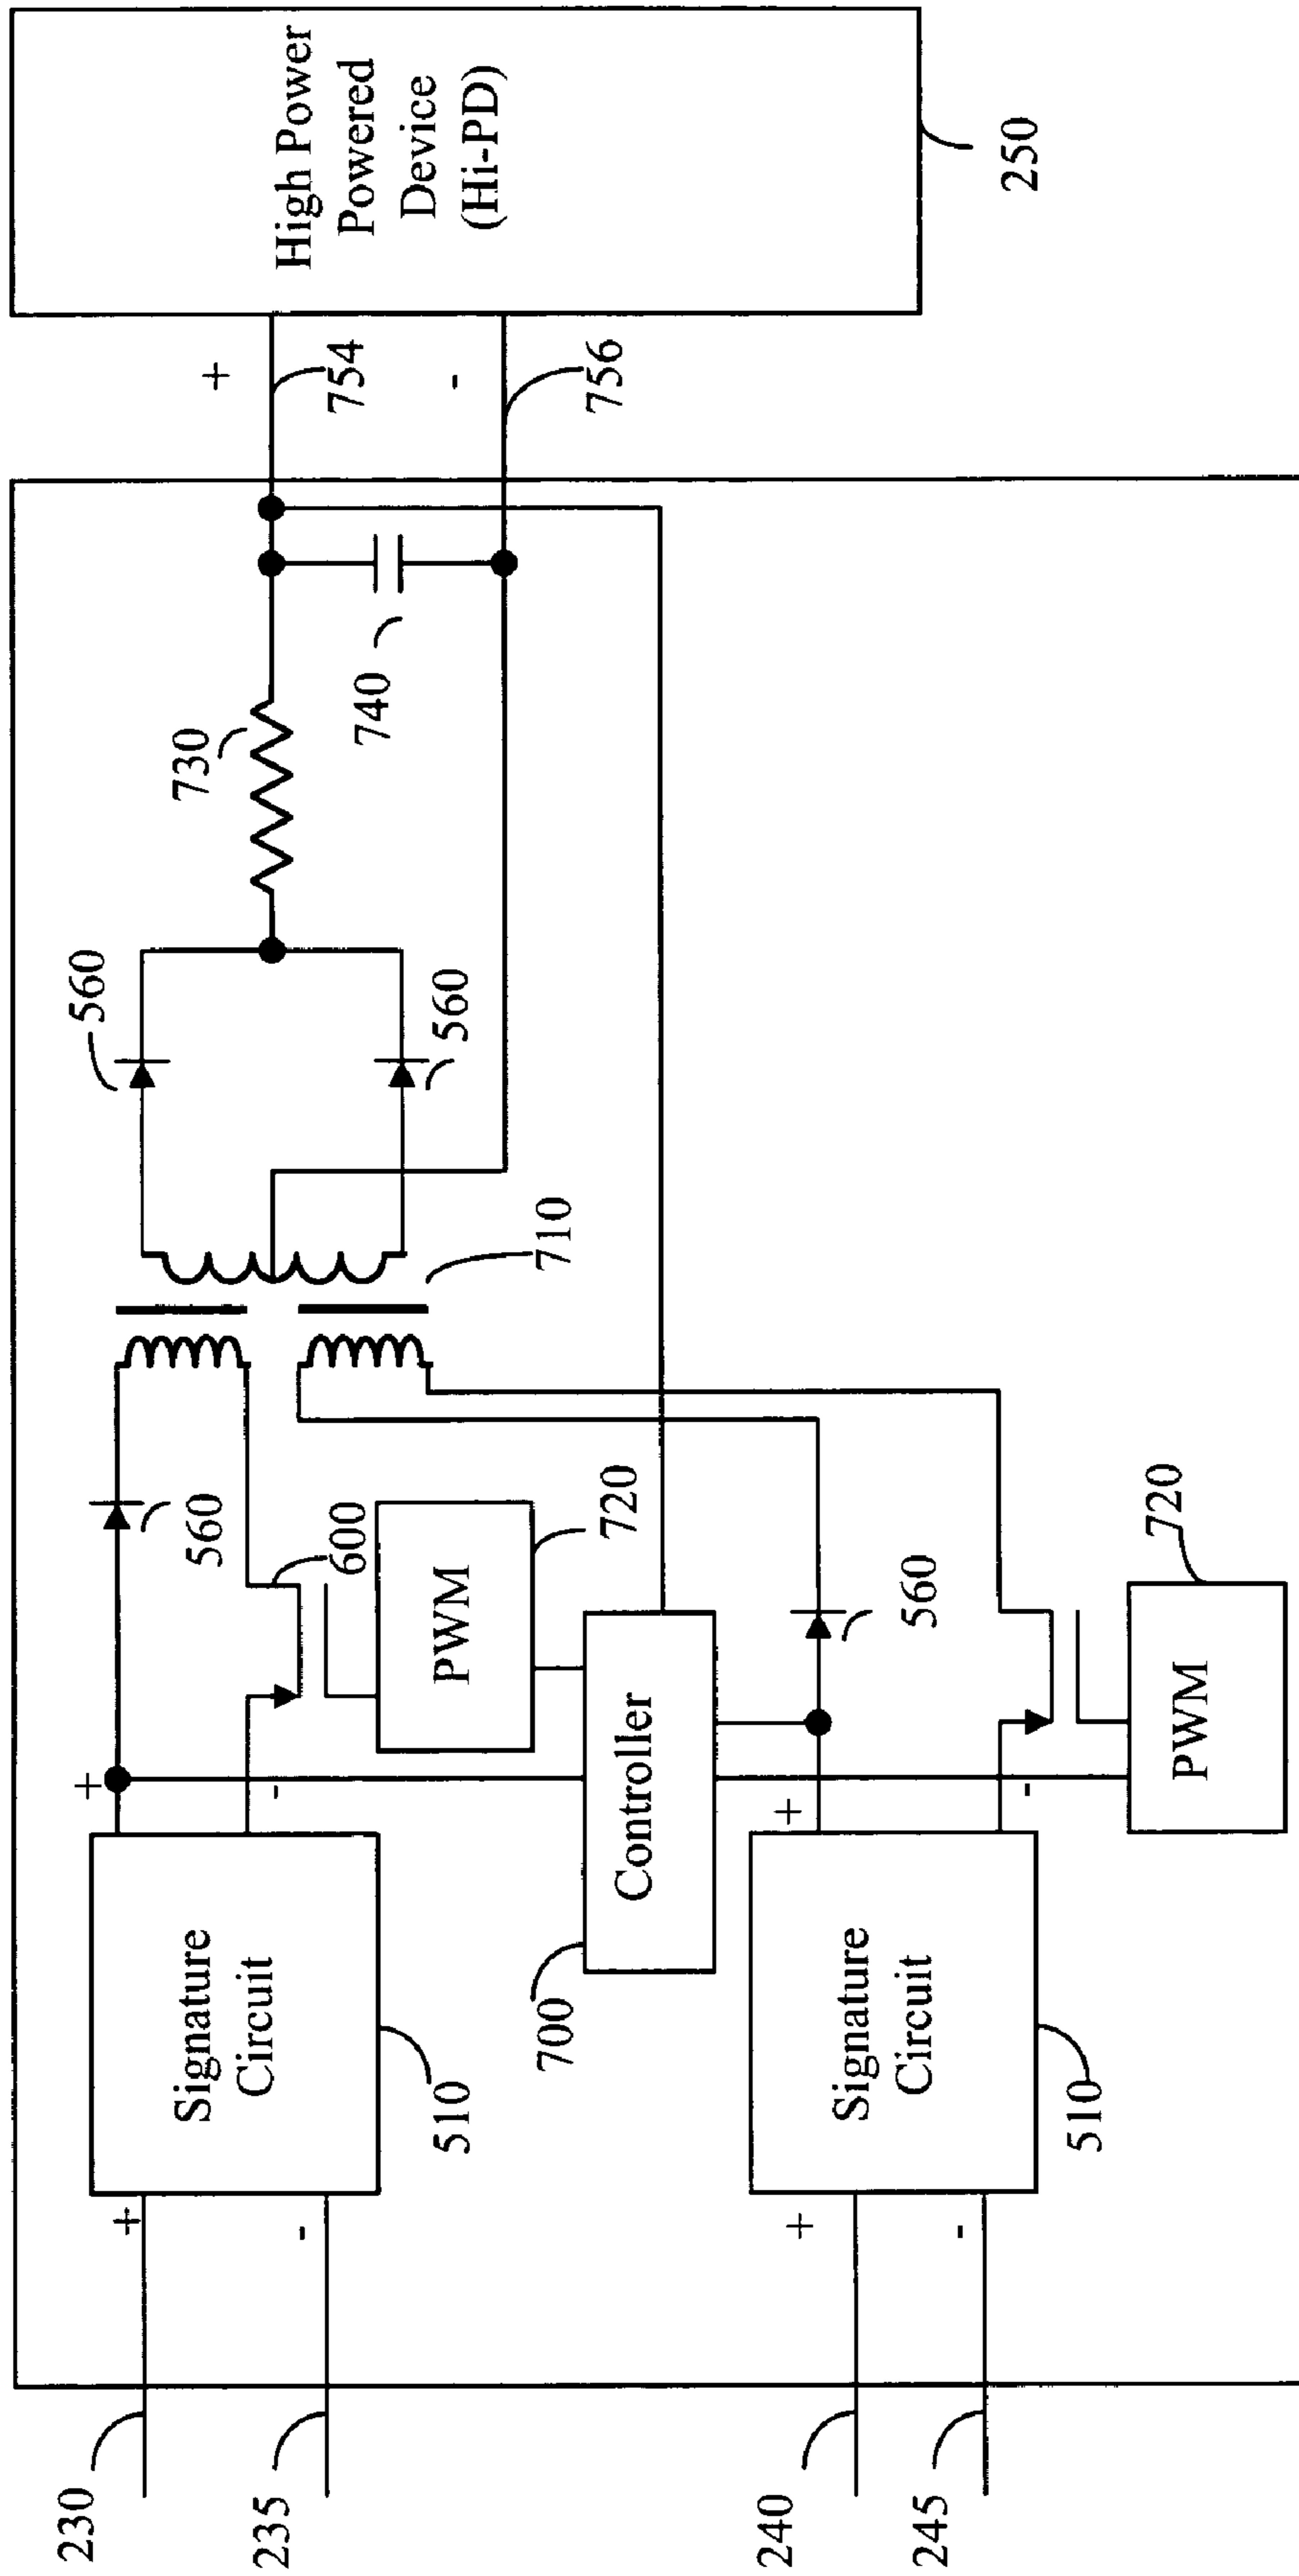 230
+
235
-
Signature
Circuit
510
+
-
560
600
PWM
720
700
Controller
240
+
245
-
Signature
Circuit
510
+
-
560
PWM
720
710
560
560
730
740
+
754
-
756
High Power
Powered
Device
(Hi-PD)
250